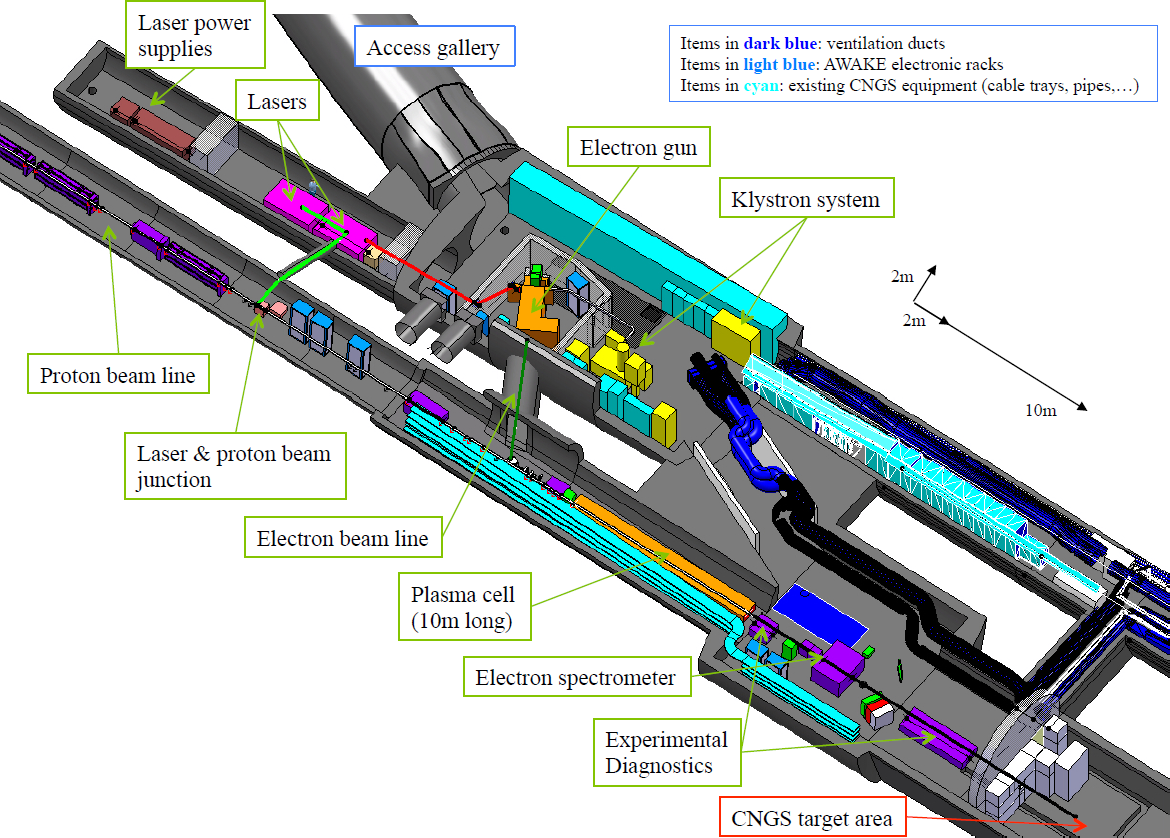 Laser power
supplies
Access gallery
Items in dark blue: ventilation ducts
Items in light blue: AWAKE electronic racks
Items in cyan: existing CNGS equipment (cable trays, pipes,…)
Lasers
Electron gun
Klystron system
2m
2m
10m
Proton beam line
Laser & proton beam
junction
Electron beam line
Plasma cell
(10m long)
Electron spectrometer
Experimental
Diagnostics
CNGS target area